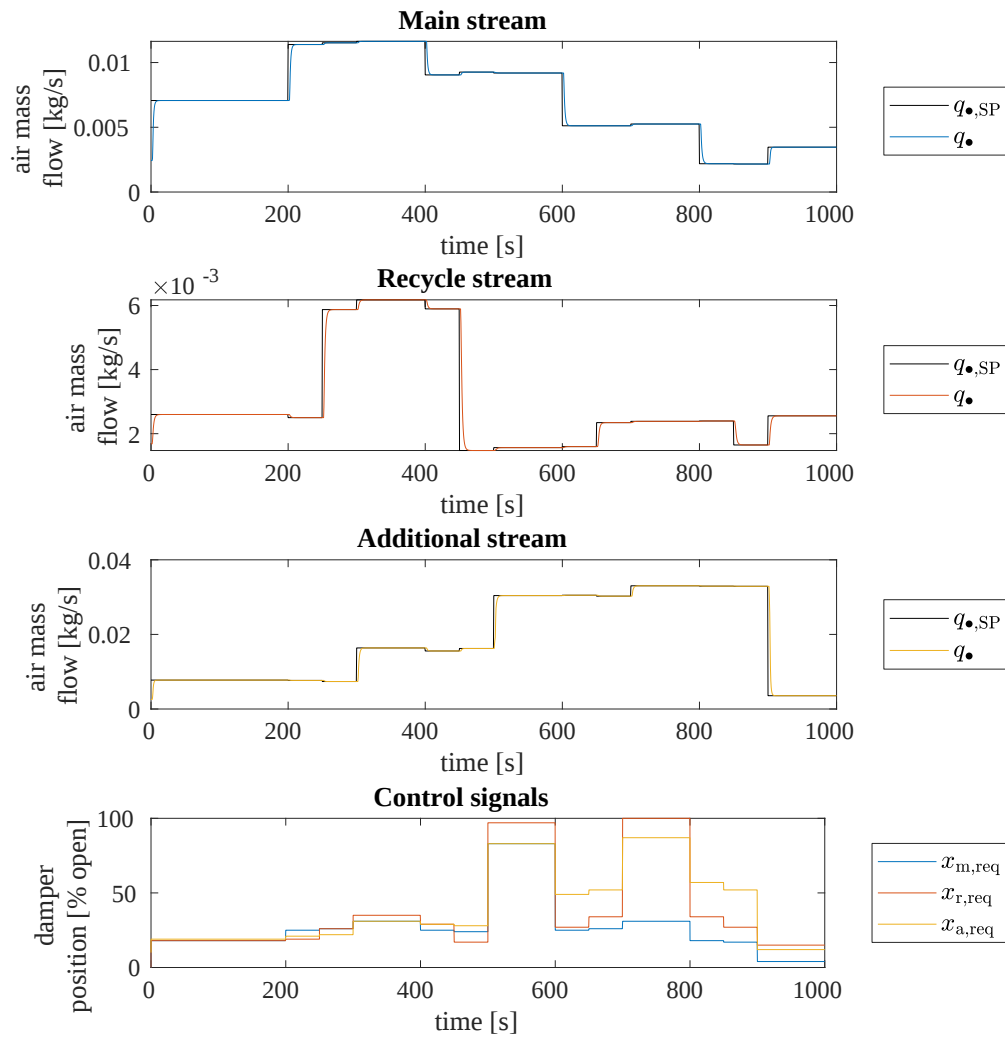 Main stream
0.01
0.005
0
air mass
flow [kg/s]
0 200 400 600 800 1000
time [s]
q•,SP
q•
Recycle stream
×10 -3
6
4
2
air mass
flow [kg/s]
0 200 400 600 800 1000
time [s]
q•,SP
q•
Additional stream
0.04
0.02
0
air mass
flow [kg/s]
0 200 400 600 800 1000
time [s]
q•,SP
q•
Control signals
100
50
0
damper
position [% open]
0 200 400 600 800 1000
time [s]
xm,req
xr,req
xa,req